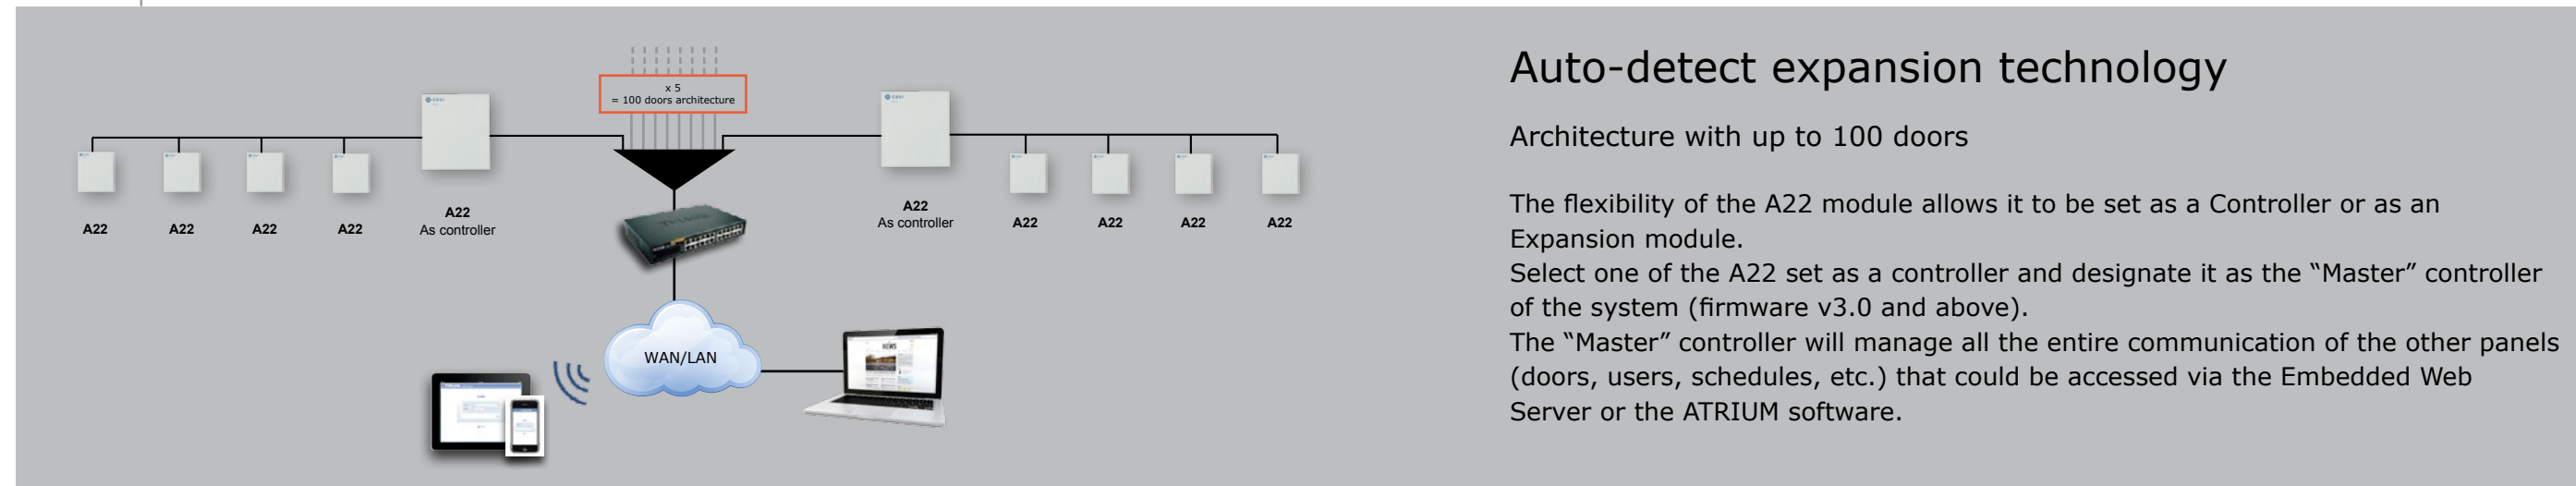 x 5
= 100 doors architecture
A22
A22
A22
A22
A22
As controller
A22
As controller
A22
A22
A22
A22
WAN/LAN
NEWS
Auto-detect expansion technology
Architecture with up to 100 doors
The flexibility of the A22 module allows it to be set as a Controller or as an
Expansion module.
Select one of the A22 set as a controller and designate it as the “Master” controller
of the system (firmware v3.0 and above).
The “Master” controller will manage all the entire communication of the other panels
(doors, users, schedules, etc.) that could be accessed via the Embedded Web
Server or the ATRIUM software.